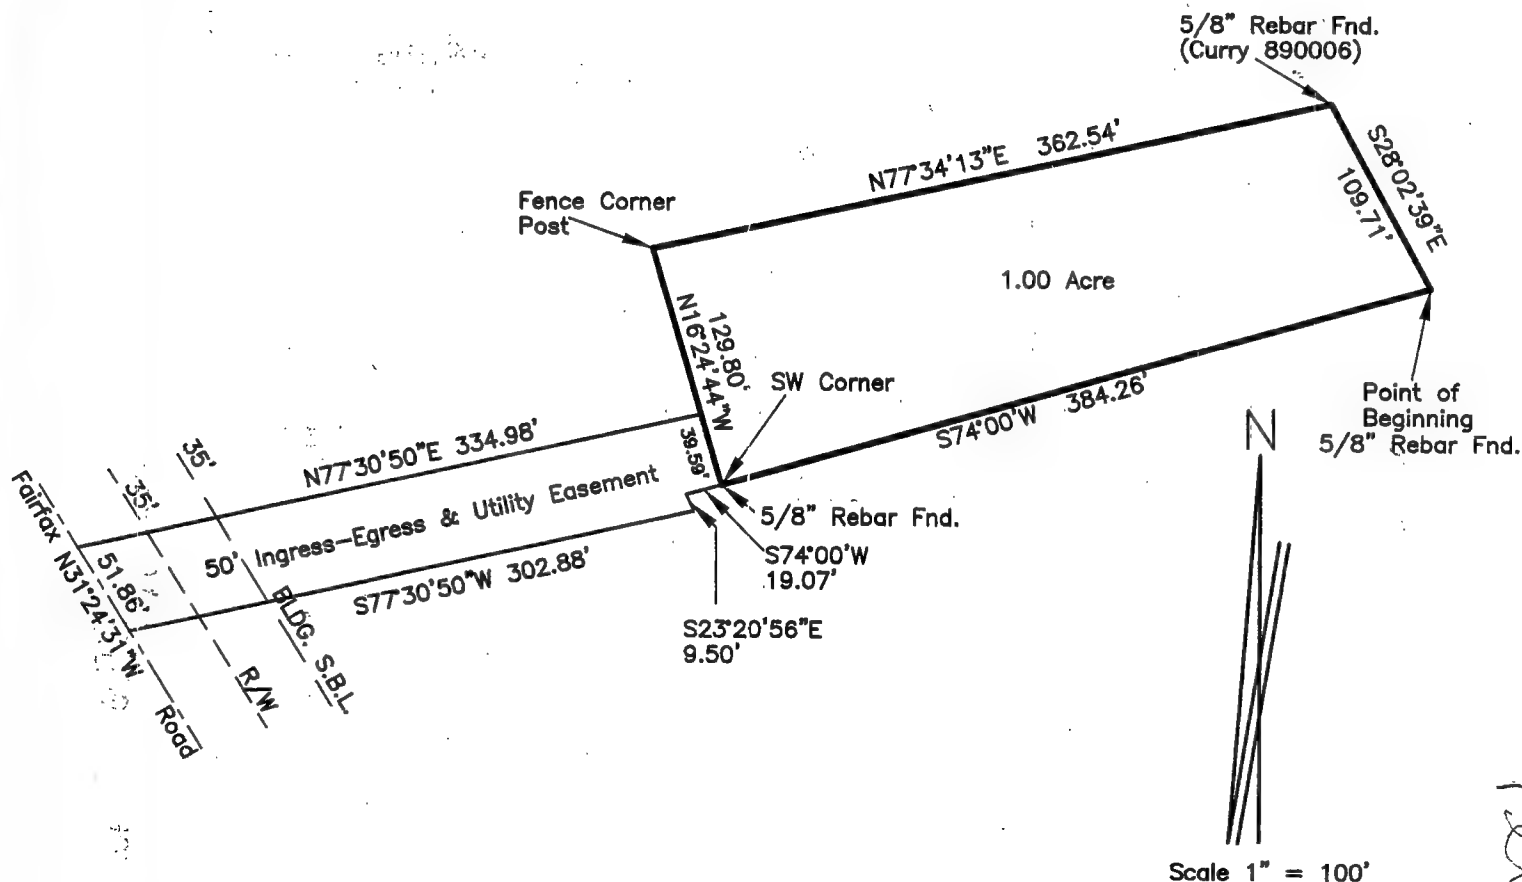 5/8" Rebar Fnd.
(Curry 890006)
N77°34'13"E 362.54'
S28°02'39"E
109.71'
Fence Corner
Post
1.00 Acre
129.80'
N16°24'44"W
SW Corner
Point of
Beginning
5/8" Rebar Fnd.
S74°00'W 384.26'
N
35'
35'
N77°30'50"E 334.98'
39.59'
50' Ingress-Egress & Utility Easement
5/8" Rebar Fnd.
S74°00'W
19.07'
Fairfax N31°24'31"W Road
51.86'
S77°30'50"W 302.88'
BLDG. S.B.L.
R/W
S23°20'56"E
9.50'
Scale 1" = 100'